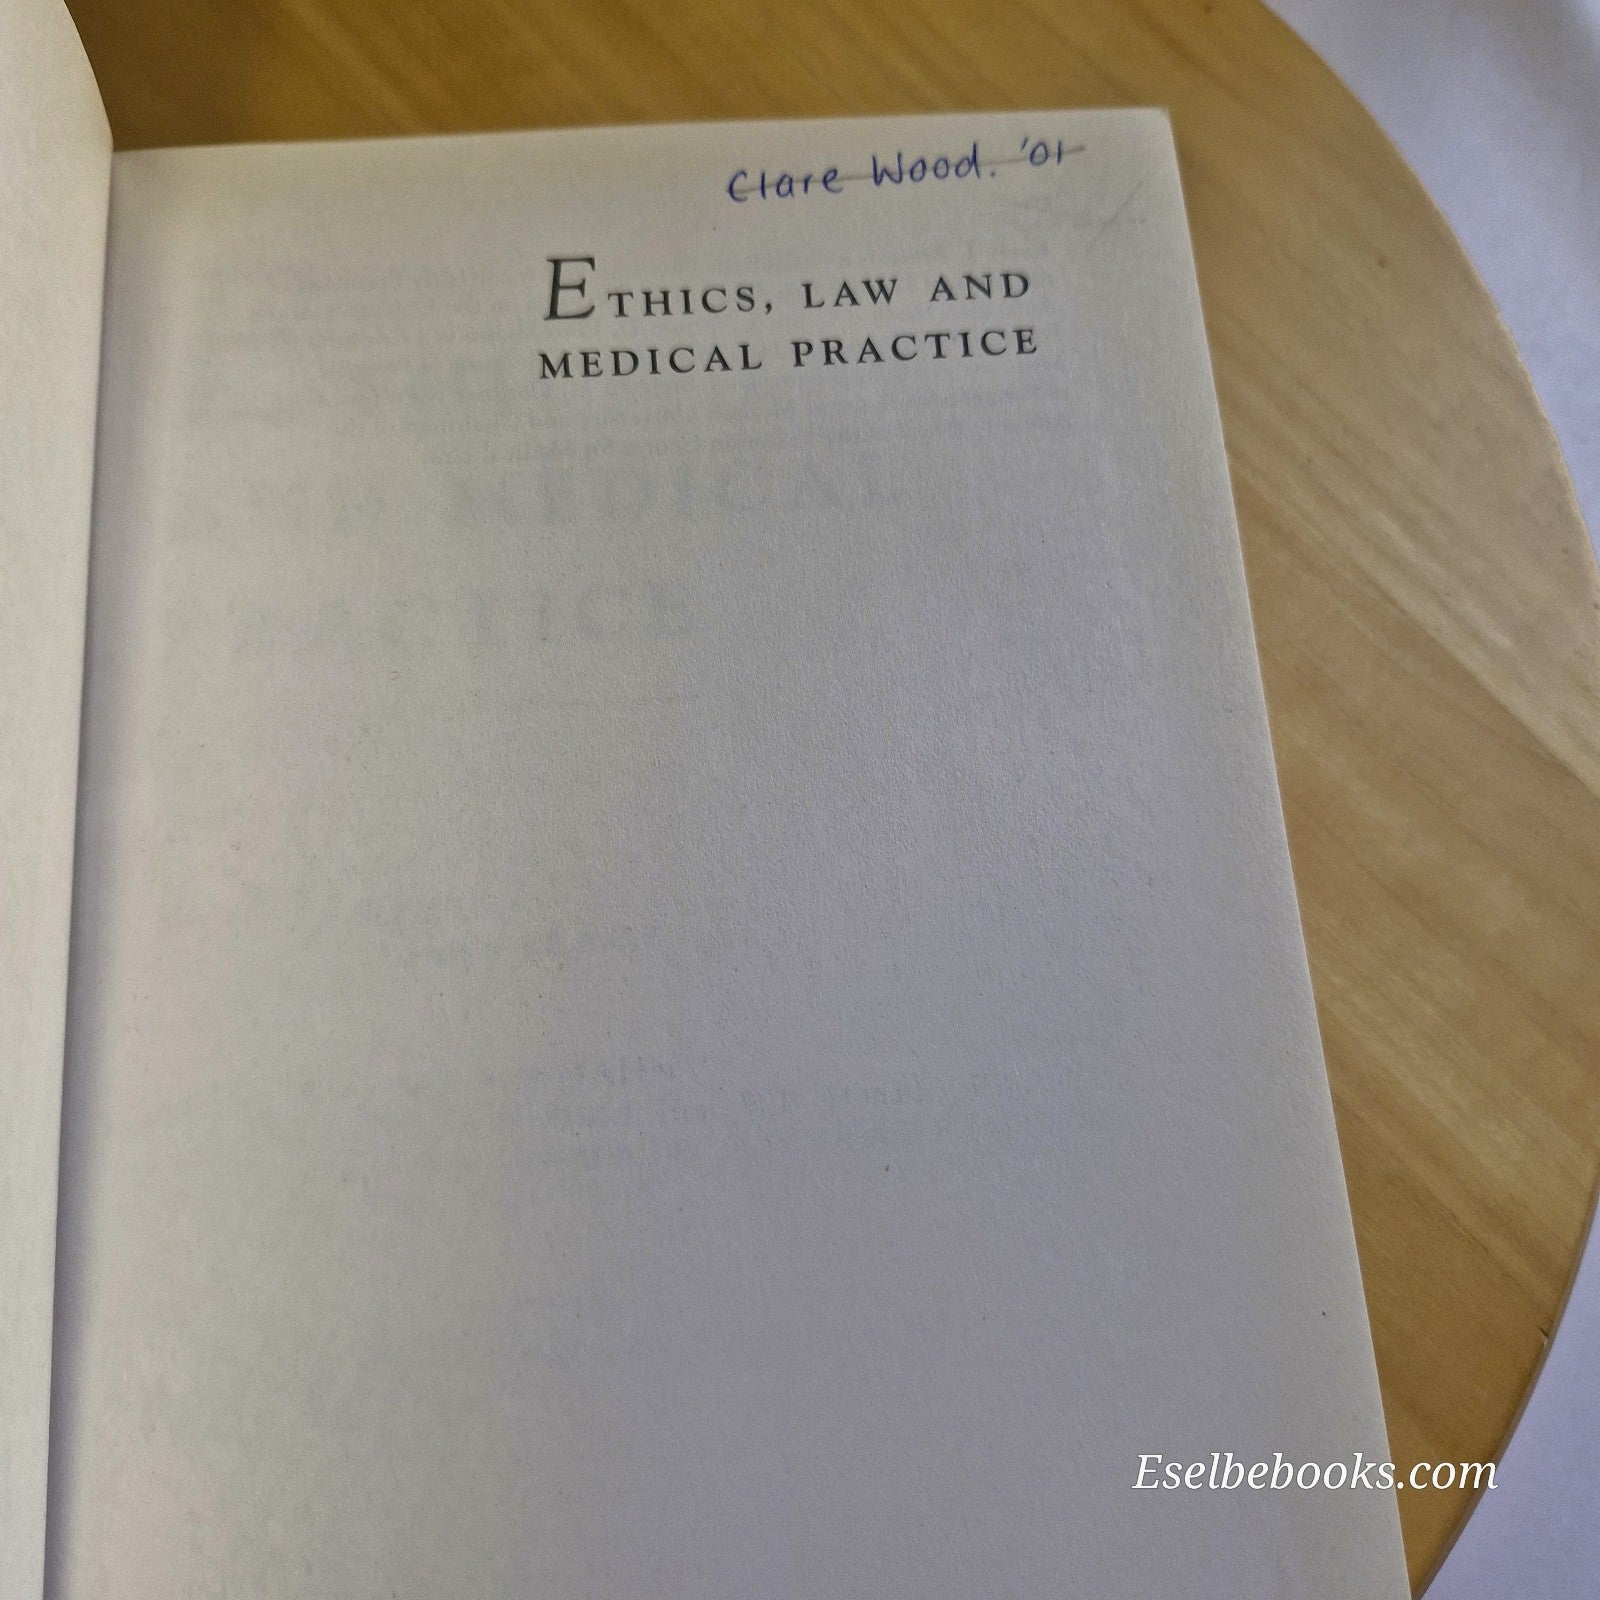 Clare Wood. '01
ETHICS, LAW AND
MEDICAL PRACTICE
Eselbebooks.com